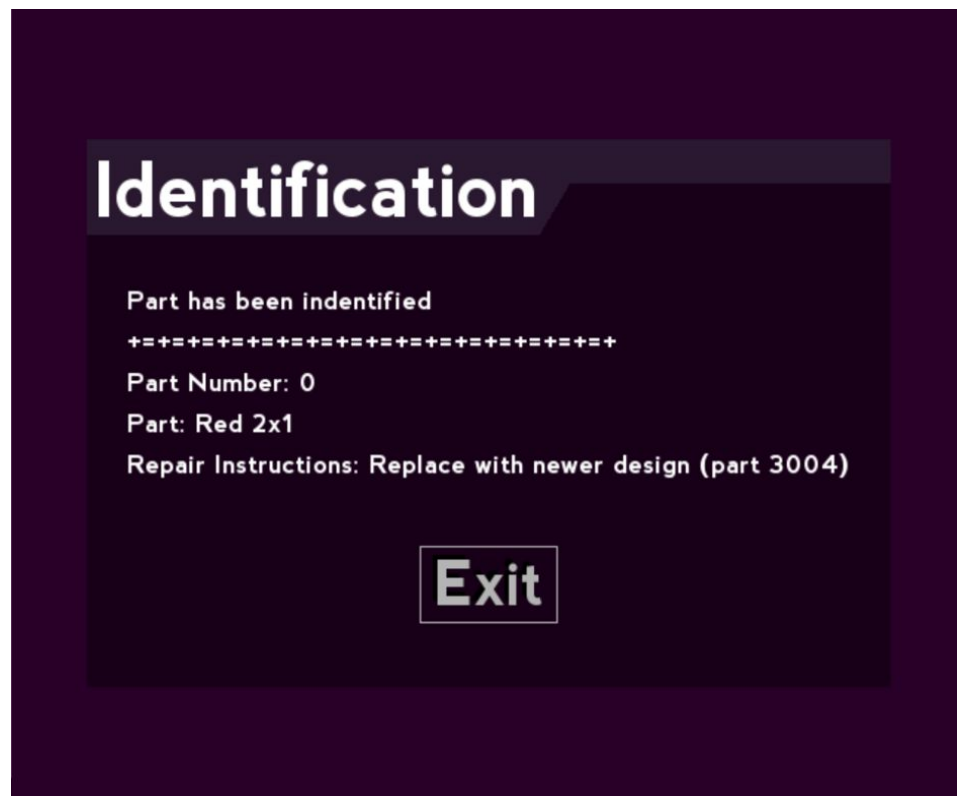 Identification
Part has been indentified
+=+=+=+=+=+=+=+=+=+=+=+=+=+=+=+=+
Part Number: 0
Part: Red 2x1
Repair Instructions: Replace with newer design (part 3004)
Exit